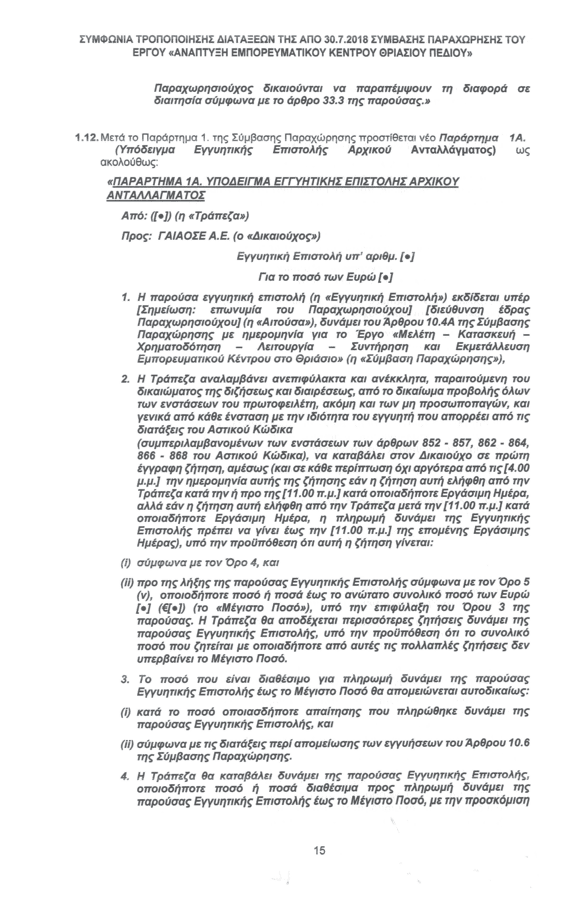 ΣΥΜΦΩΝΙΑ ΤΡΟΠΟΠΟΙΗΣΗΣ ΔΙΑΤΑΞΕΩΝ ΤΗΣ ΑΠΟ 30.7.2018 ΣΥΜΒΑΣΗΣ ΠΑΡΑΧΩΡΗΣΗΣ ΤΟΥ
ΕΡΓΟΥ «ΑΝΑΠΤΥΞΗ ΕΜΠΟΡΕΥΜΑΤΙΚΟΥ ΚΕΝΤΡΟΥ ΘΡΙΑΣΙΟΥ ΠΕΔΙΟΥ»
Παραχωρησιούχος δικαιούνται να παραπέμψουν τη διαφορά σε
διαιτησία σύμφωνα με το άρθρο 33.3 της παρούσας.»
1.12. Μετά το Παράρτημα 1. της Σύμβασης Παραχώρησης προστίθεται νέο Παράρτημα 1Α.
(Υπόδειγμα Εγγυητικής Επιστολής Αρχικού Ανταλλάγματος) ως
ακολούθως:
«ΠΑΡΑΡΤΗΜΑ 1Α. ΥΠΟΔΕΙΓΜΑ ΕΓΓΥΗΤΙΚΗΣ ΕΠΙΣΤΟΛΗΣ ΑΡΧΙΚΟΥ
ΑΝΤΑΛΛΑΓΜΑΤΟΣ
Από: ([●]) (η «Τράπεζα»)
Προς: ΓΑΙΑΟΣΕ Α.Ε. (ο «Δικαιούχος»)
Εγγυητική Επιστολή υπ’ αριθμ. [●]
Για το ποσό των Ευρώ [●]
1. Η παρούσα εγγυητική επιστολή (η «Εγγυητική Επιστολή») εκδίδεται υπέρ
[Σημείωση: επωνυμία του Παραχωρησιούχου] [διεύθυνση έδρας
Παραχωρησιούχου] (η «Αιτούσα»), δυνάμει του Άρθρου 10.4Α της Σύμβασης
Παραχώρησης με ημερομηνία για το Έργο «Μελέτη – Κατασκευή –
Χρηματοδότηση – Λειτουργία – Συντήρηση και Εκμετάλλευση
Εμπορευματικού Κέντρου στο Θριάσιο» (η «Σύμβαση Παραχώρησης»),
2. Η Τράπεζα αναλαμβάνει ανεπιφύλακτα και ανέκκλητα, παραιτούμενη του
δικαιώματος της διζήσεως και διαιρέσεως, από το δικαίωμα προβολής όλων
των ενστάσεων του πρωτοφειλέτη, ακόμη και των μη προσωποπαγών, και
γενικά από κάθε ένσταση με την ιδιότητα του εγγυητή που απορρέει από τις
διατάξεις του Αστικού Κώδικα
(συμπεριλαμβανομένων των ενστάσεων των άρθρων 852 - 857, 862 - 864,
866 - 868 του Αστικού Κώδικα), να καταβάλει στον Δικαιούχο σε πρώτη
έγγραφη ζήτηση, αμέσως (και σε κάθε περίπτωση όχι αργότερα από τις [4.00
μ.μ.] την ημερομηνία αυτής της ζήτησης εάν η ζήτηση αυτή ελήφθη από την
Τράπεζα κατά την ή προ της [11.00 π.μ.] κατά οποιαδήποτε Εργάσιμη Ημέρα,
αλλά εάν η ζήτηση αυτή ελήφθη από την Τράπεζα μετά την [11.00 π.μ.] κατά
οποιαδήποτε Εργάσιμη Ημέρα, η πληρωμή δυνάμει της Εγγυητικής
Επιστολής πρέπει να γίνει έως την [11.00 π.μ.] της επομένης Εργάσιμης
Ημέρας), υπό την προϋπόθεση ότι αυτή η ζήτηση γίνεται:
(i) σύμφωνα με τον Όρο 4, και
(ii) προ της λήξης της παρούσας Εγγυητικής Επιστολής σύμφωνα με τον Όρο 5
(v), οποιοδήποτε ποσό ή ποσά έως το ανώτατο συνολικό ποσό των Ευρώ
[●] (€[●]) (το «Μέγιστο Ποσό»), υπό την επιφύλαξη του Όρου 3 της
παρούσας. Η Τράπεζα θα αποδέχεται περισσότερες ζητήσεις δυνάμει της
παρούσας Εγγυητικής Επιστολής, υπό την προϋπόθεση ότι το συνολικό
ποσό που ζητείται με οποιαδήποτε από αυτές τις πολλαπλές ζητήσεις δεν
υπερβαίνει το Μέγιστο Ποσό.
3. Το ποσό που είναι διαθέσιμο για πληρωμή δυνάμει της παρούσας
Εγγυητικής Επιστολής έως το Μέγιστο Ποσό θα απομειώνεται αυτοδικαίως:
(i) κατά το ποσό οποιασδήποτε απαίτησης που πληρώθηκε δυνάμει της
παρούσας Εγγυητικής Επιστολής, και
(ii) σύμφωνα με τις διατάξεις περί απομείωσης των εγγυήσεων του Άρθρου 10.6
της Σύμβασης Παραχώρησης.
4. Η Τράπεζα θα καταβάλει δυνάμει της παρούσας Εγγυητικής Επιστολής,
οποιοδήποτε ποσό ή ποσά διαθέσιμα προς πληρωμή δυνάμει της
παρούσας Εγγυητικής Επιστολής έως το Μέγιστο Ποσό, με την προσκόμιση
15